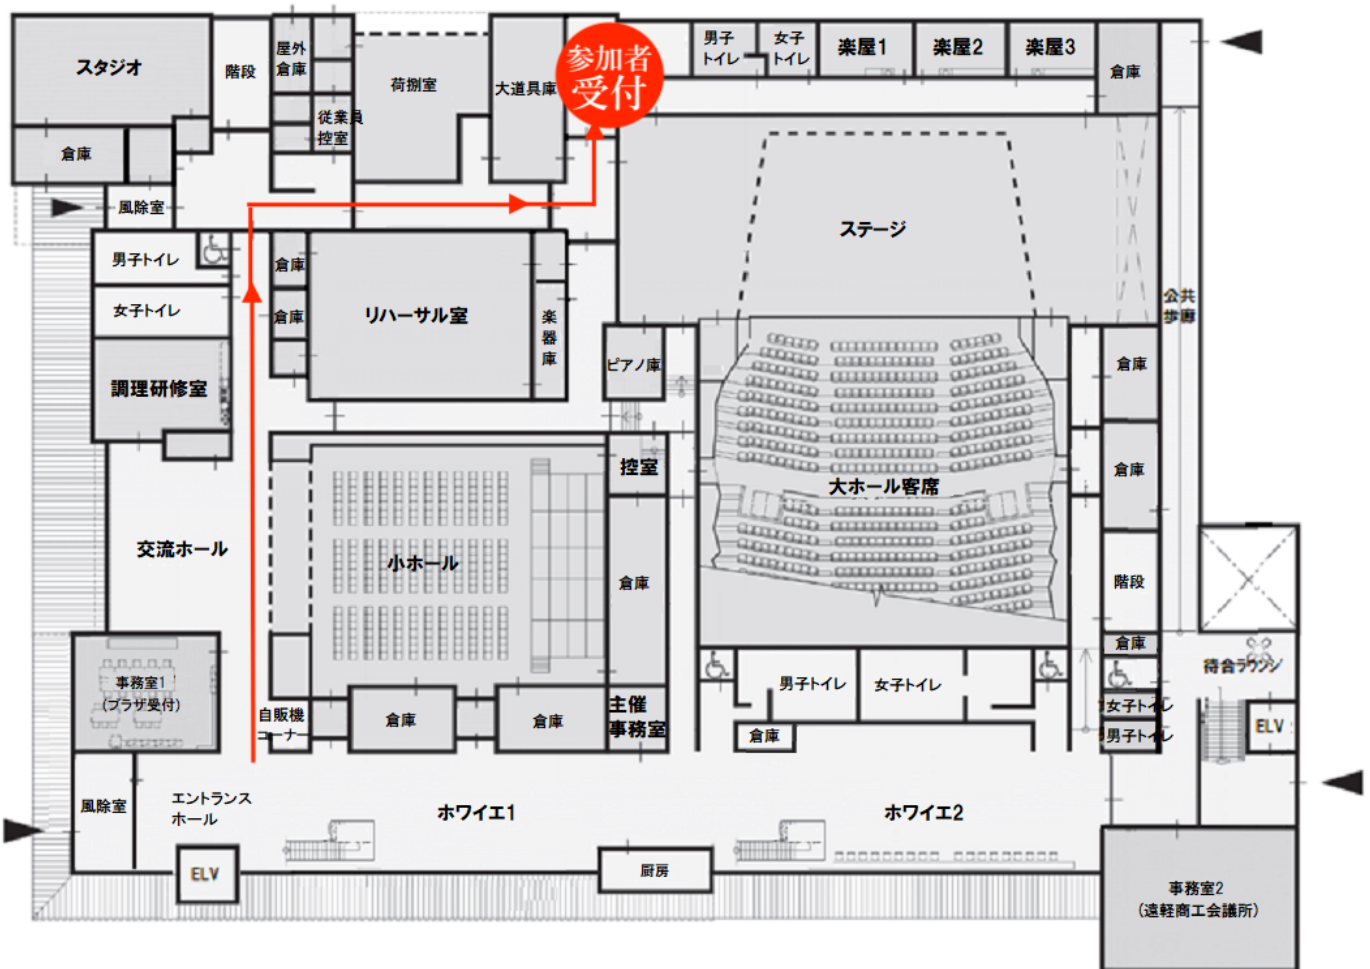 スタジオ
階段
屋外
倉庫
荷捌室
大道具庫
参加者
受付
男子
トイレ
女子
トイレ
楽屋1
楽屋2
楽屋3
倉庫
従業員
控室
倉庫
風除室
ステージ
男子トイレ
女子トイレ
倉庫
倉庫
リハーサル室
楽器庫
ピアノ庫
公共
歩廊
倉庫
調理研修室
控室
大ホール客席
倉庫
交流ホール
小ホール
倉庫
階段
倉庫
待合ラウンジ
事務室1
(プラザ受付)
自販機
コーナー
倉庫
倉庫
主催
事務室
男子トイレ
女子トイレ
倉庫
女子トイレ
男子トイレ
ELV
風除室
エントランス
ホール
ホワイエ1
ホワイエ2
ELV
厨房
事務室2
(遠軽商工会議所)